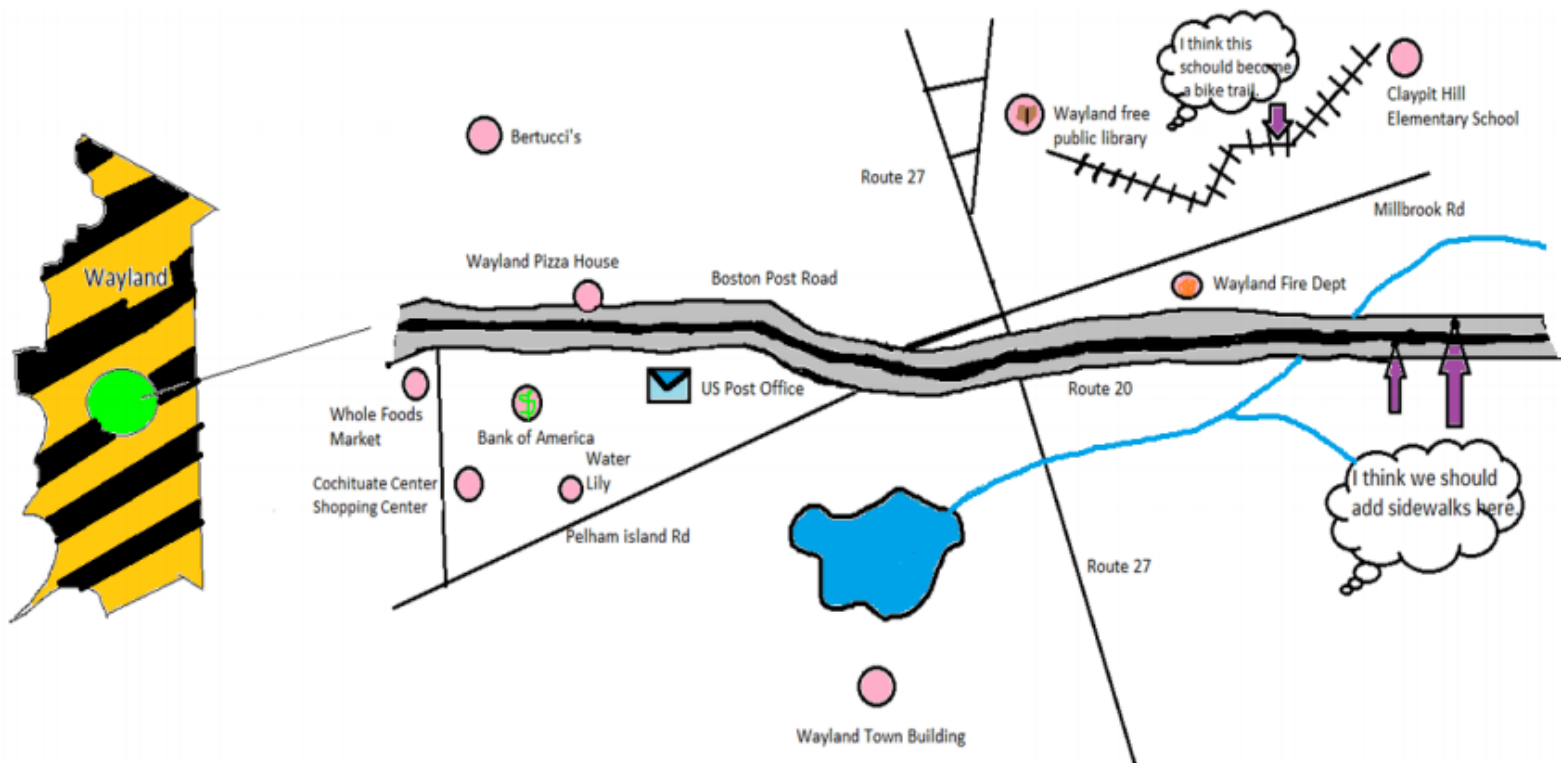 I think this
schould become
a bike trail.
Claypit Hill
Elementary School
Wayland free
public library
Bertucci's
Route 27
Millbrook Rd
Wayland Pizza House
Boston Post Road
Wayland
Wayland Fire Dept
US Post Office
Route 20
Whole Foods
Market
$
Bank of America
Water
Lily
Cochituate Center
Shopping Center
I think we should
add sidewalks here.
Pelham island Rd
Route 27
Wayland Town Building